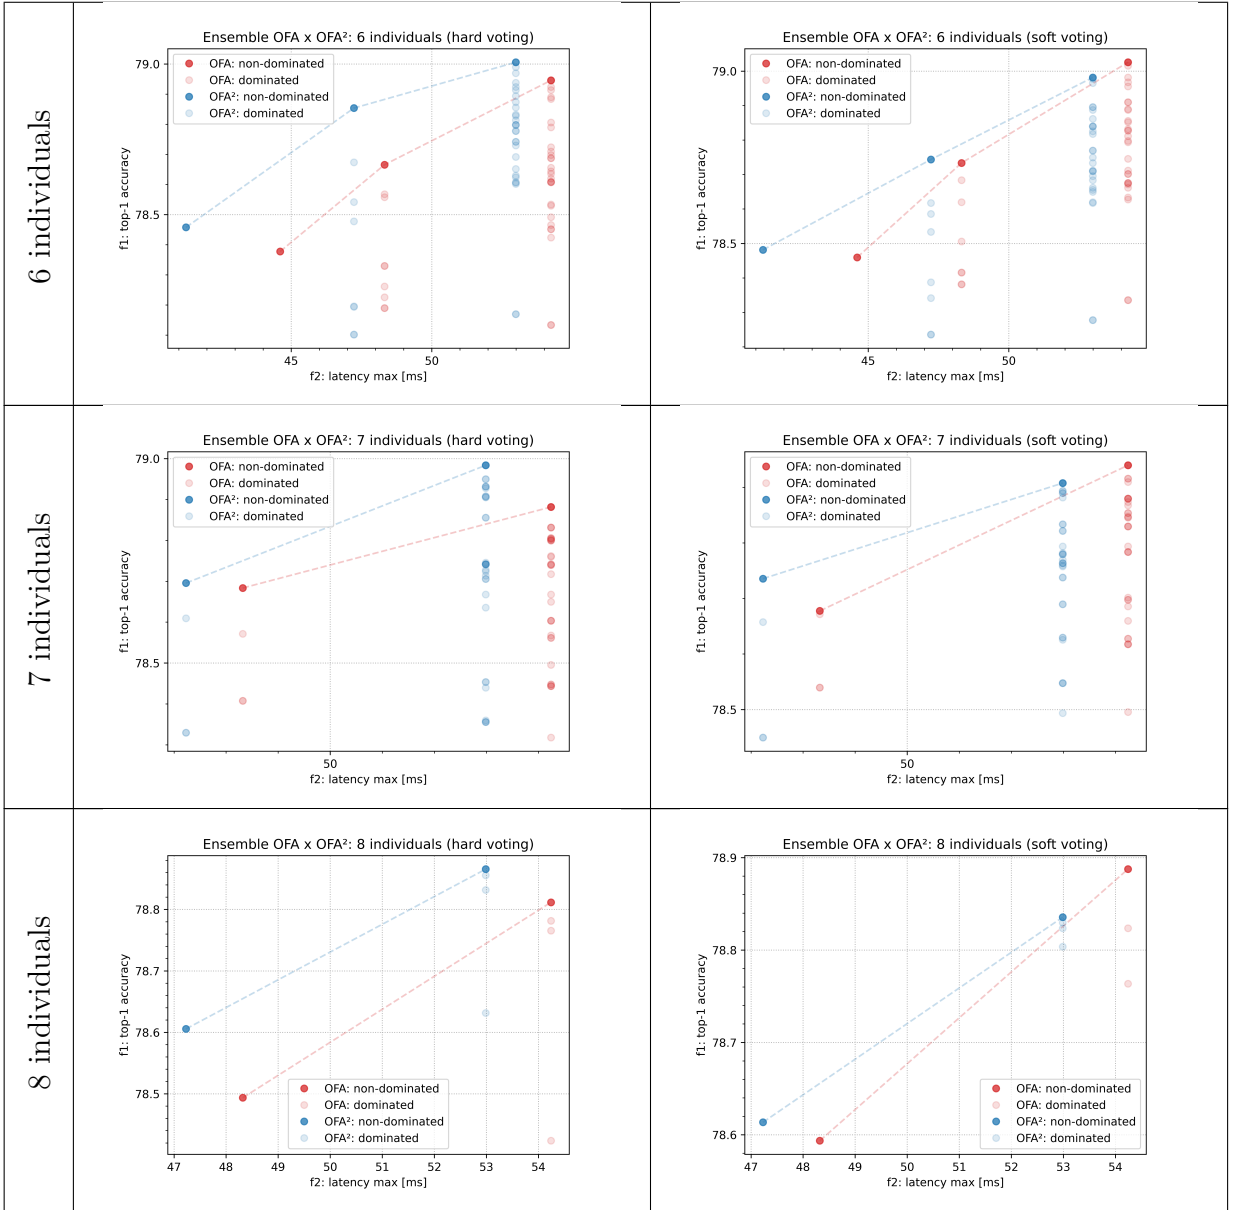 6 individuals
Ensemble OFA x OFA²: 6 individuals (hard voting)
OFA: non-dominated
OFA: dominated
OFA²: non-dominated
OFA²: dominated
79.0
78.5
f1: top-1 accuracy
45 50
f2: latency max [ms]
Ensemble OFA x OFA²: 6 individuals (soft voting)
OFA: non-dominated
OFA: dominated
OFA²: non-dominated
OFA²: dominated
79.0
78.5
f1: top-1 accuracy
45 50
f2: latency max [ms]
7 individuals
Ensemble OFA x OFA²: 7 individuals (hard voting)
OFA: non-dominated
OFA: dominated
OFA²: non-dominated
OFA²: dominated
79.0
78.5
f1: top-1 accuracy
50
f2: latency max [ms]
Ensemble OFA x OFA²: 7 individuals (soft voting)
OFA: non-dominated
OFA: dominated
OFA²: non-dominated
OFA²: dominated
78.5
f1: top-1 accuracy
50
f2: latency max [ms]
8 individuals
Ensemble OFA x OFA²: 8 individuals (hard voting)
78.8
78.7
78.6
78.5
f1: top-1 accuracy
OFA: non-dominated
OFA: dominated
OFA²: non-dominated
OFA²: dominated
47 48 49 50 51 52 53 54
f2: latency max [ms]
Ensemble OFA x OFA²: 8 individuals (soft voting)
78.9
78.8
78.7
78.6
f1: top-1 accuracy
OFA: non-dominated
OFA: dominated
OFA²: non-dominated
OFA²: dominated
47 48 49 50 51 52 53 54
f2: latency max [ms]